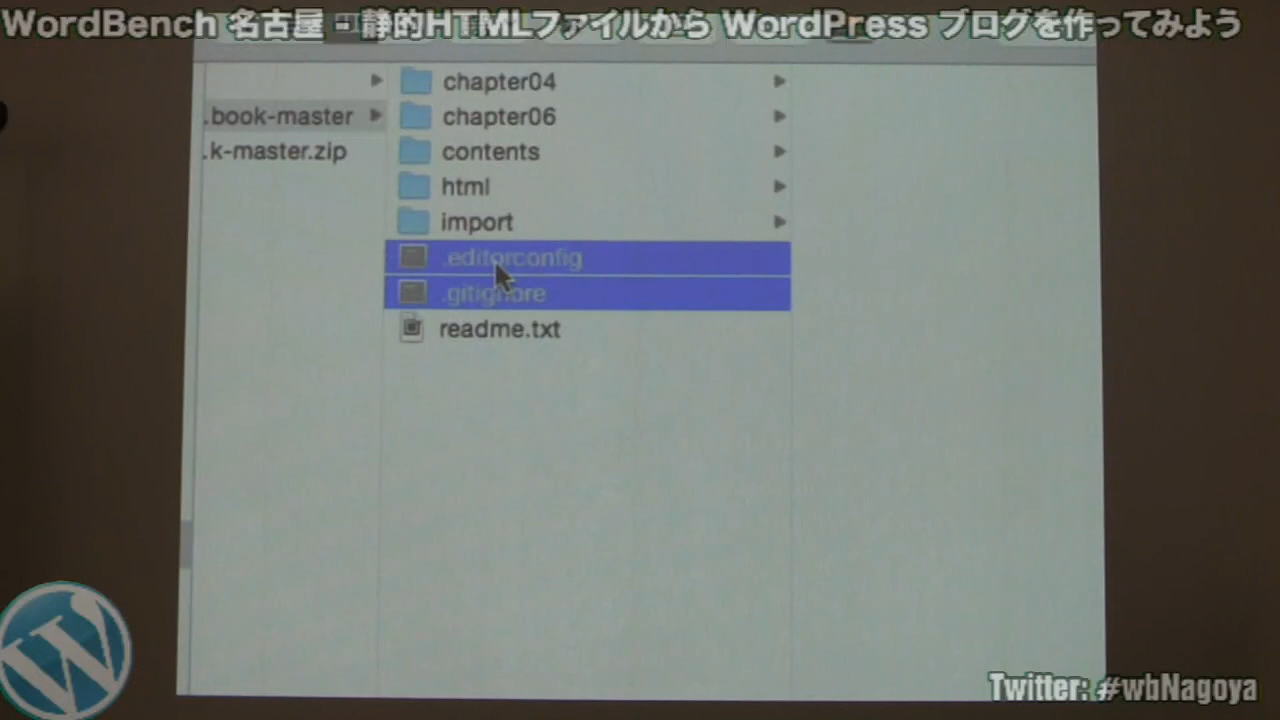 WordBench 名古屋 - 静的HTMLファイルから WordPress ブログを作ってみよう
chapter04
.book-master
chapter06
.k-master.zip
contents
html
import
.editorconfig
.gitignore
readme.txt
Twitter: #wbNagoya